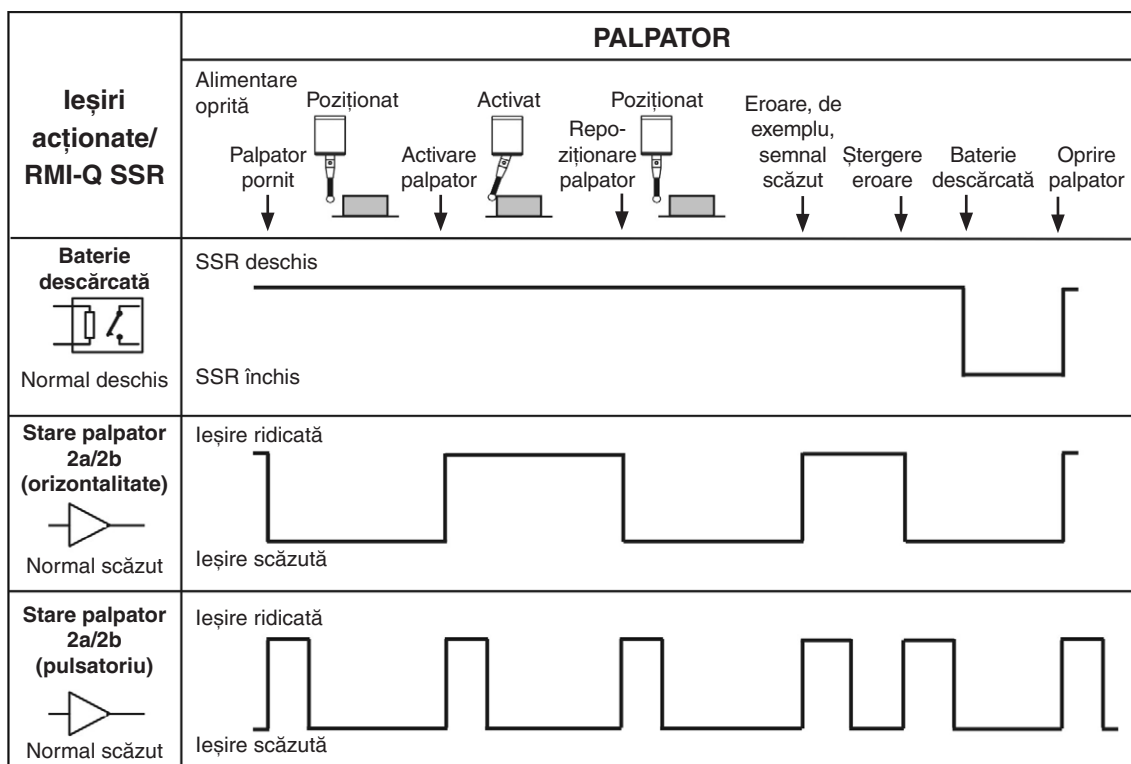 PALPATOR
Ieșiri
acționate/
RMI-Q SSR
Alimentare
oprită
Palpator
pornit
Poziționat
Activare
palpator
Activat
Repo-
ziționare
palpator
Poziționat
Eroare, de
exemplu,
semnal
scăzut
Ștergere
eroare
Baterie
descărcată
Oprire
palpator
Baterie
descărcată
Normal deschis
SSR deschis
SSR închis
Stare palpator
2a/2b
(orizontalitate)
Normal scăzut
Ieșire ridicată
Ieșire scăzută
Stare palpator
2a/2b
(pulsatoriu)
Normal scăzut
Ieșire ridicată
Ieșire scăzută